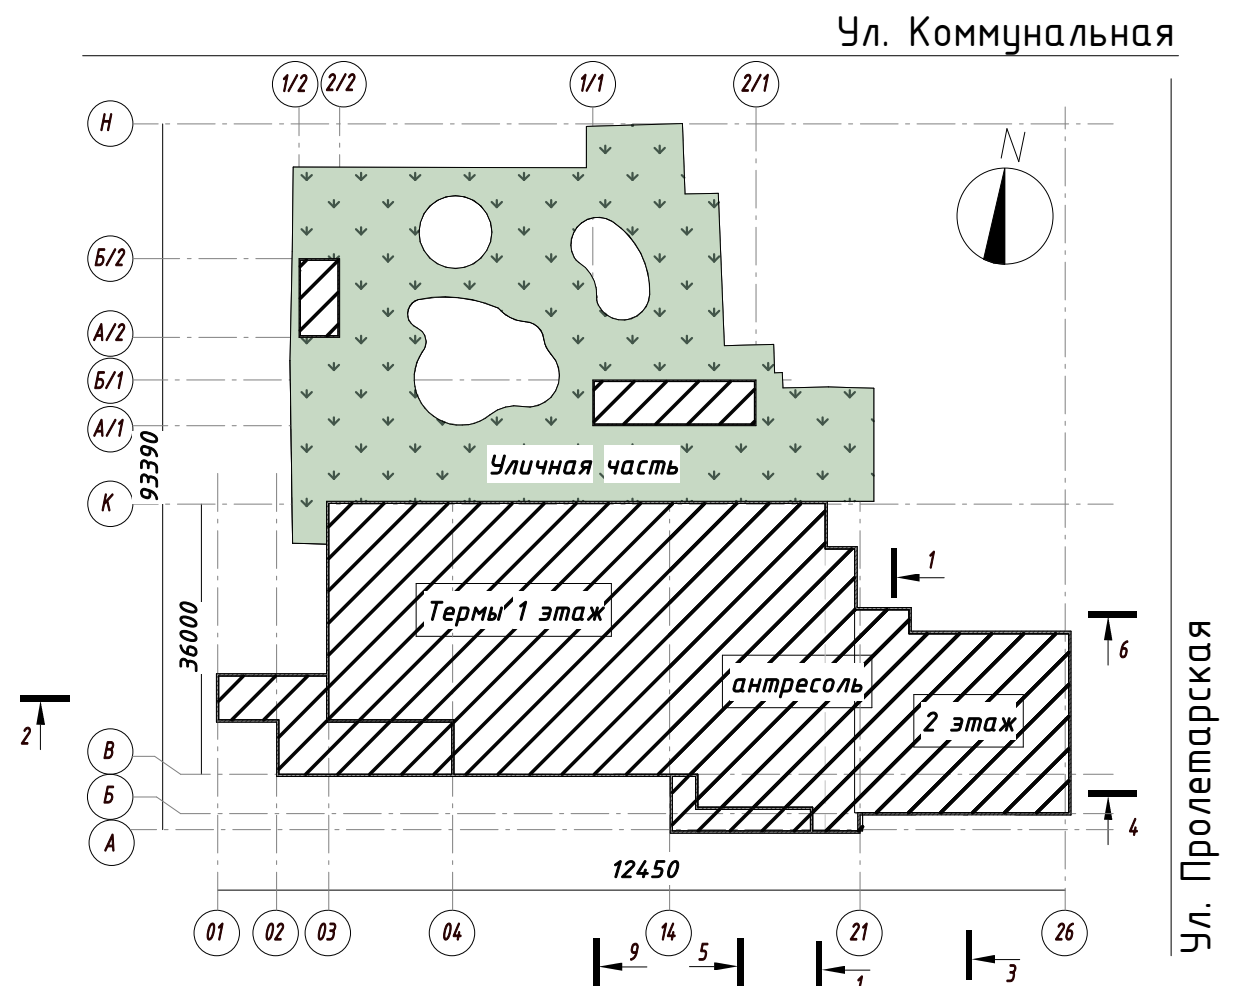 Ул. Коммунальная
1/2 2/2 1/1 2/1
Н
N
Б/2
А/2
Б/1
А/1
93390
Уличная часть
К
1
Термы 1 этаж
36000
6
антресоль
2 этаж
2
В
Б
А
4
Ул. Пролетарская
12450
01 02 03 04 14 21 26
9 5 1 3